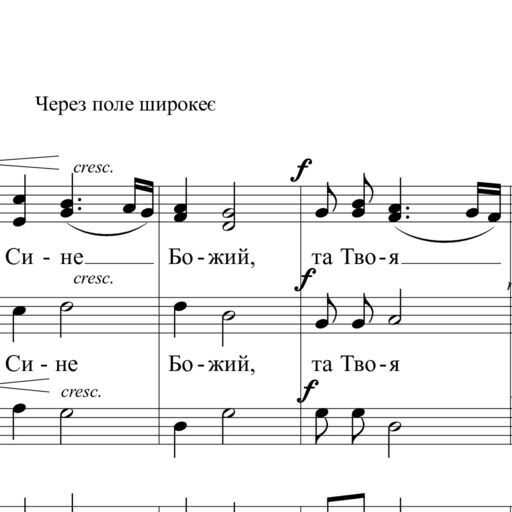 Через поле широкеє
cresc.
f
Си - не Бо - жий, та Тво - я
cresc.
f
Си - не Бо - жий, та Тво - я
cresc.
f